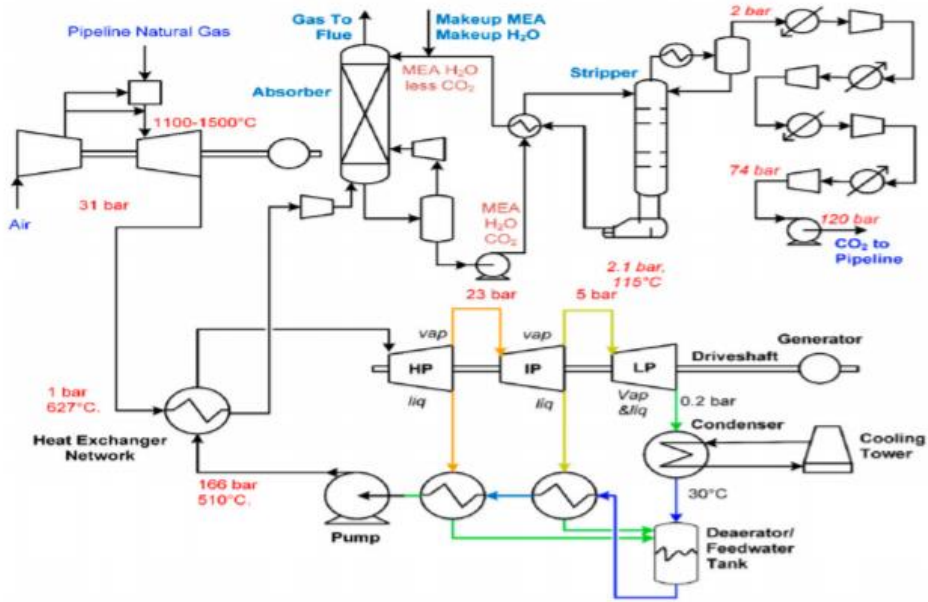 Gas To
Flue
Makeup MEA
Makeup H₂O
2 bar
Pipeline Natural Gas
MEA H₂O
less CO₂
Stripper
Absorber
1100-1500°C
74 bar
31 bar
Air
MEA
H₂O
CO₂
120 bar
CO₂ to
Pipeline
2.1 bar,
115°C
23 bar
5 bar
vap
vap
Generator
HP
IP
LP
Driveshaft
1 bar
627°C.
liq
liq
Vap
&liq
0.2 bar
Condenser
Cooling
Tower
Heat Exchanger
Network
166 bar
510°C.
30°C
Pump
Deaerator/
Feedwater
Tank